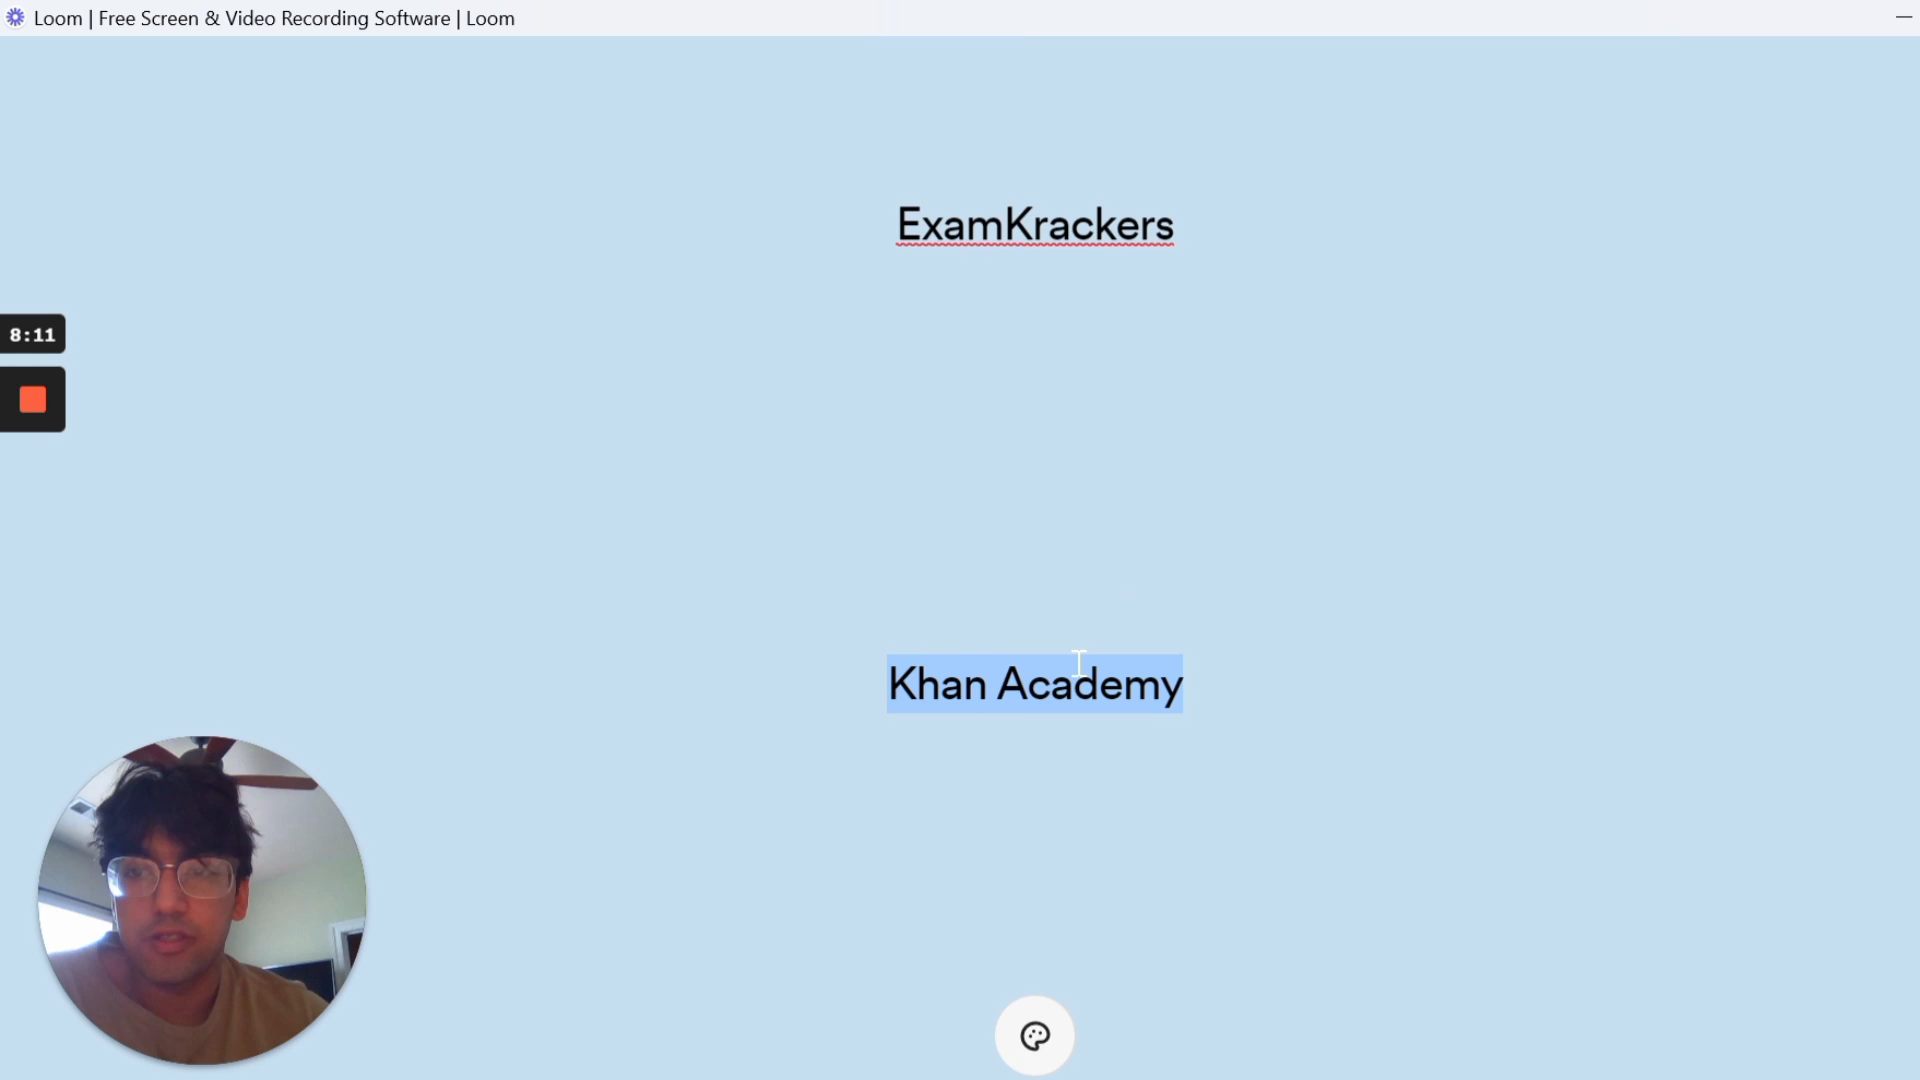 Loom | Free Screen & Video Recording Software | Loom
ExamKrackers
8:11
Khan Academy